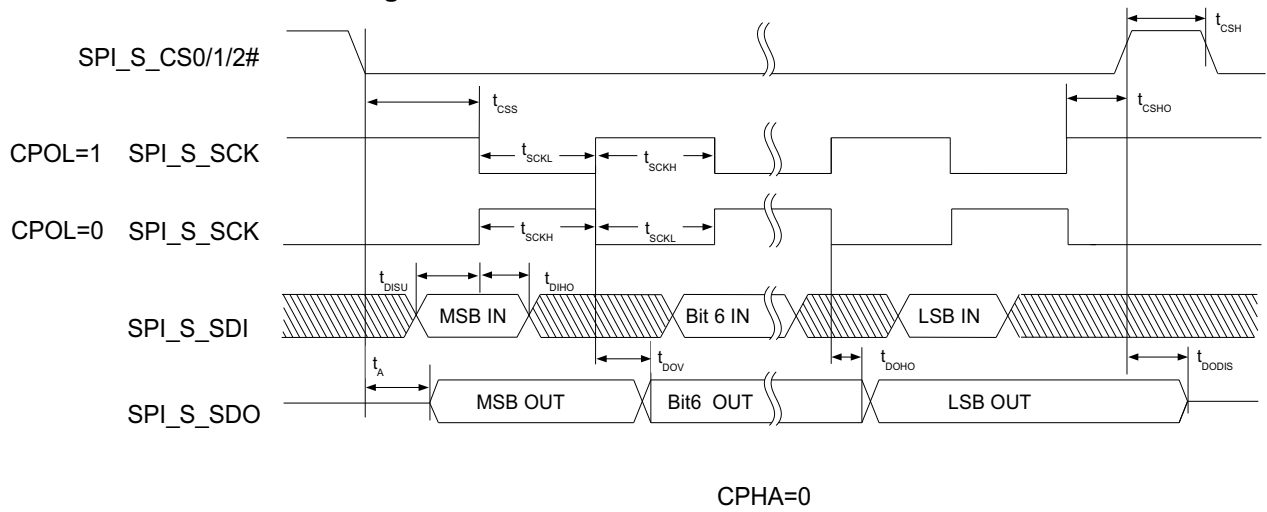 g
t_CSH
SPI_S_CS0/1/2#
t_CSS
t_CSHO
CPOL=1 SPI_S_SCK
t_SCKL
t_SCKH
CPOL=0 SPI_S_SCK
t_SCKH
t_SCKL
t_DISU
t_DIHO
SPI_S_SDI
MSB IN
Bit 6 IN
LSB IN
t_A
t_DOV
t_DOHO
t_DODIS
SPI_S_SDO
MSB OUT
Bit6 OUT
LSB OUT
CPHA=0